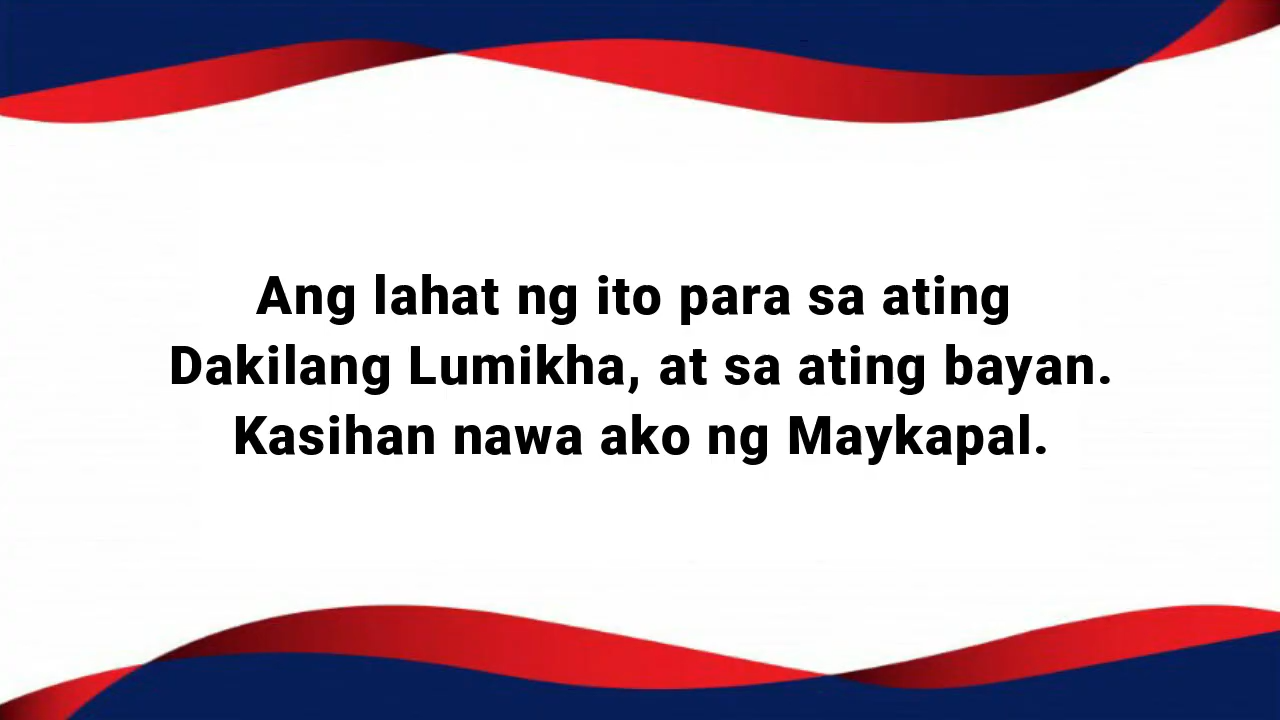 Ang lahat ng ito para sa ating
Dakilang Lumikha, at sa ating bayan.
Kasihan nawa ako ng Maykapal.